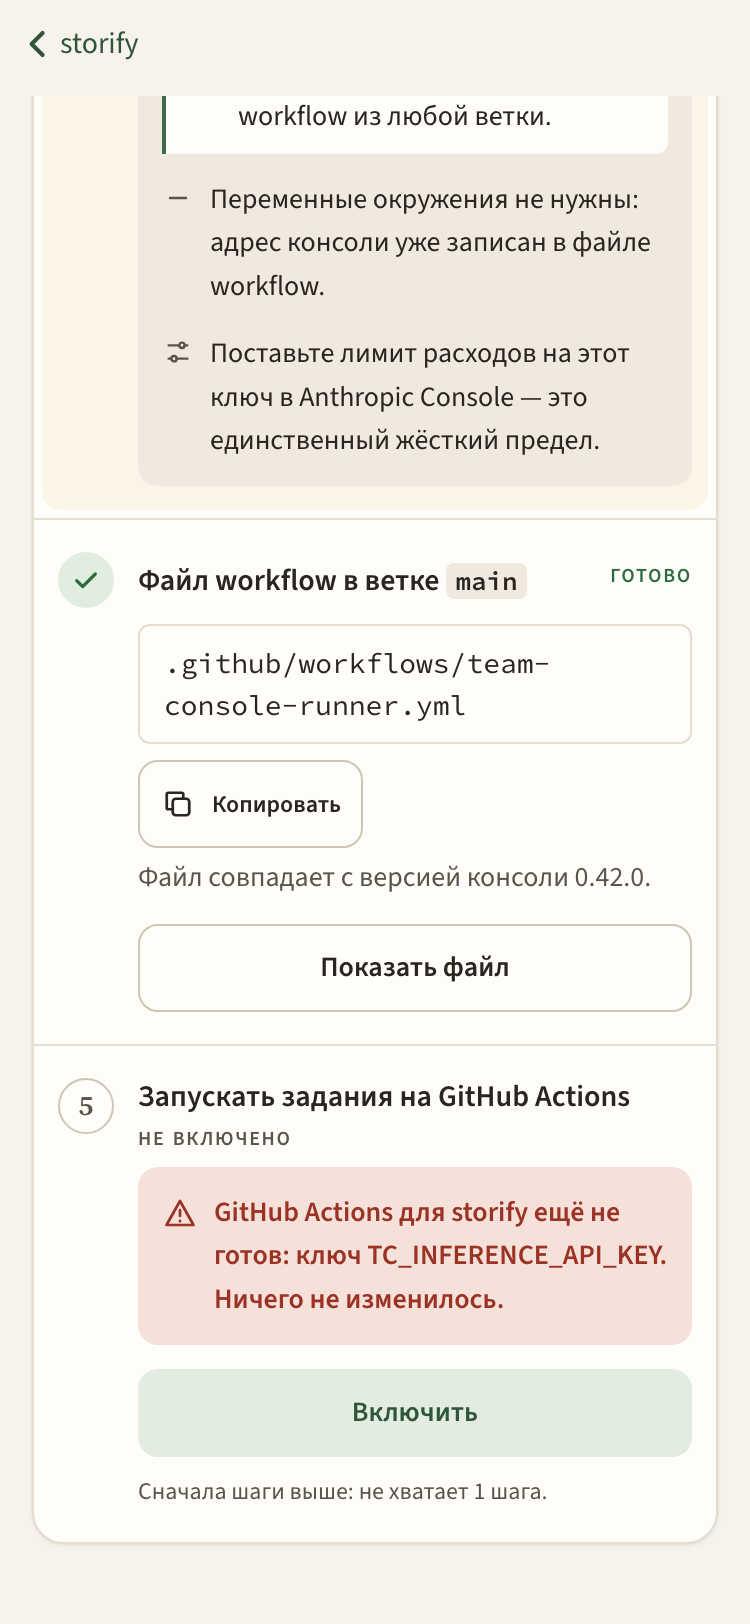 storify
workflow из любой ветки.
Переменные окружения не нужны:
адрес консоли уже записан в файле
workflow.
Поставьте лимит расходов на этот
ключ в Anthropic Console — это
единственный жёсткий предел.
Файл workflow в ветке main
ГОТОВО
.github/workflows/team-
console-runner.yml
Копировать
Файл совпадает с версией консоли 0.42.0.
Показать файл
5
Запускать задания на GitHub Actions
НЕ ВКЛЮЧЕНО
GitHub Actions для storify ещё не
готов: ключ TC_INFERENCE_API_KEY.
Ничего не изменилось.
Включить
Сначала шаги выше: не хватает 1 шага.